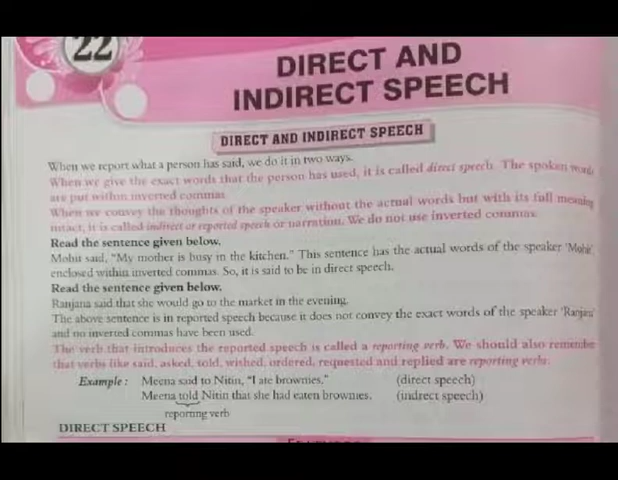 22
DIRECT AND
INDIRECT SPEECH
DIRECT AND INDIRECT SPEECH
When we report what a person has said, we do it in two ways.
When we give the exact words that the person has used, it is called direct speech. The spoken words
are put within inverted commas.
When we convey the thoughts of the speaker without the actual words but with its full meaning
intact, it is called indirect or reported speech or narration. We do not use inverted commas.
Read the sentence given below.
Mohit said, "My mother is busy in the kitchen." This sentence has the actual words of the speaker 'Mohit'
enclosed within inverted commas. So, it is said to be in direct speech.
Read the sentence given below.
Ranjana said that she would go to the market in the evening.
The above sentence is in reported speech because it does not convey the exact words of the speaker 'Ranjana'
and no inverted commas have been used.
The verb that introduces the reported speech is called a reporting verb. We should also remember
that verbs like said, asked, told, wished, ordered, requested and replied are reporting verbs.
Example : Meena said to Nitin, "I ate brownies." (direct speech)
Meena told Nitin that she had eaten brownies. (indirect speech)
reporting verb
DIRECT SPEECH